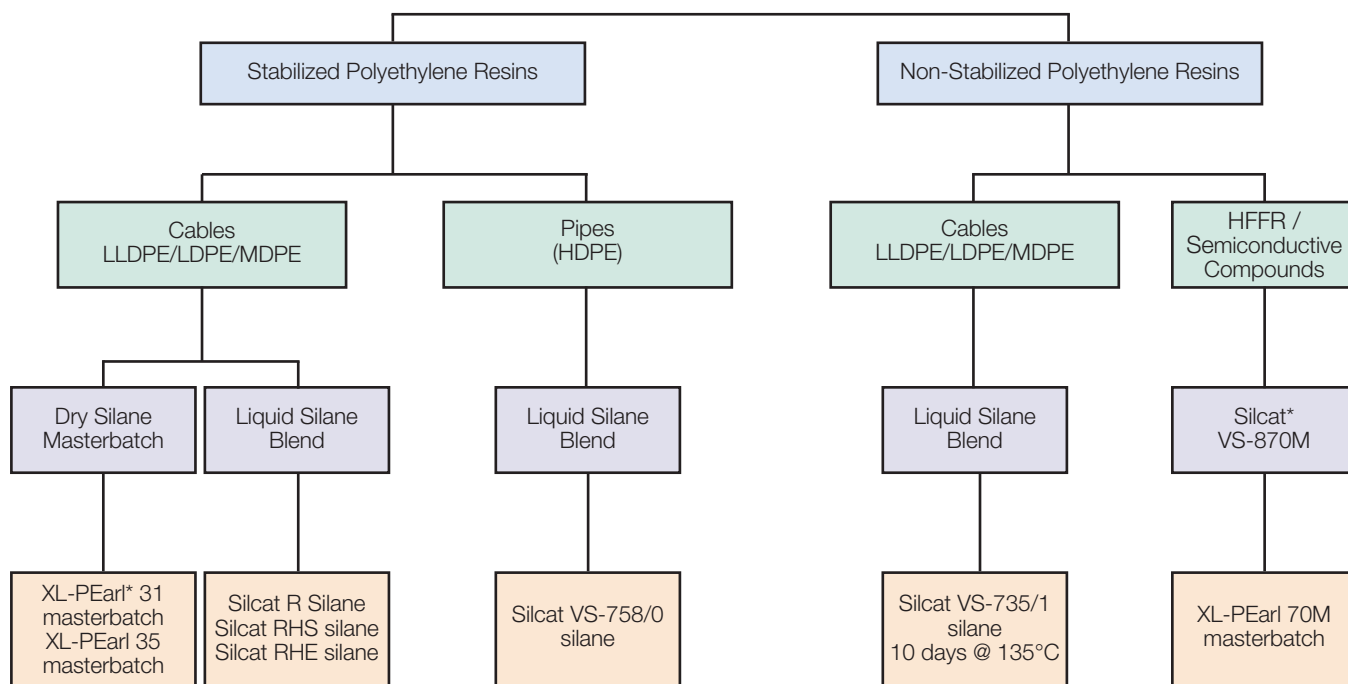 Stabilized Polyethylene Resins
Non-Stabilized Polyethylene Resins
Cables
LLDPE/LDPE/MDPE
Pipes
(HDPE)
Cables
LLDPE/LDPE/MDPE
HFFR /
Semiconductive
Compounds
Dry Silane
Masterbatch
Liquid Silane
Blend
Liquid Silane
Blend
Liquid Silane
Blend
Silcat*
VS-870M
XL-PEarl* 31
masterbatch
XL-PEarl 35
masterbatch
Silcat R Silane
Silcat RHS silane
Silcat RHE silane
Silcat VS-758/0
silane
Silcat VS-735/1
silane
10 days @ 135°C
XL-PEarl 70M
masterbatch